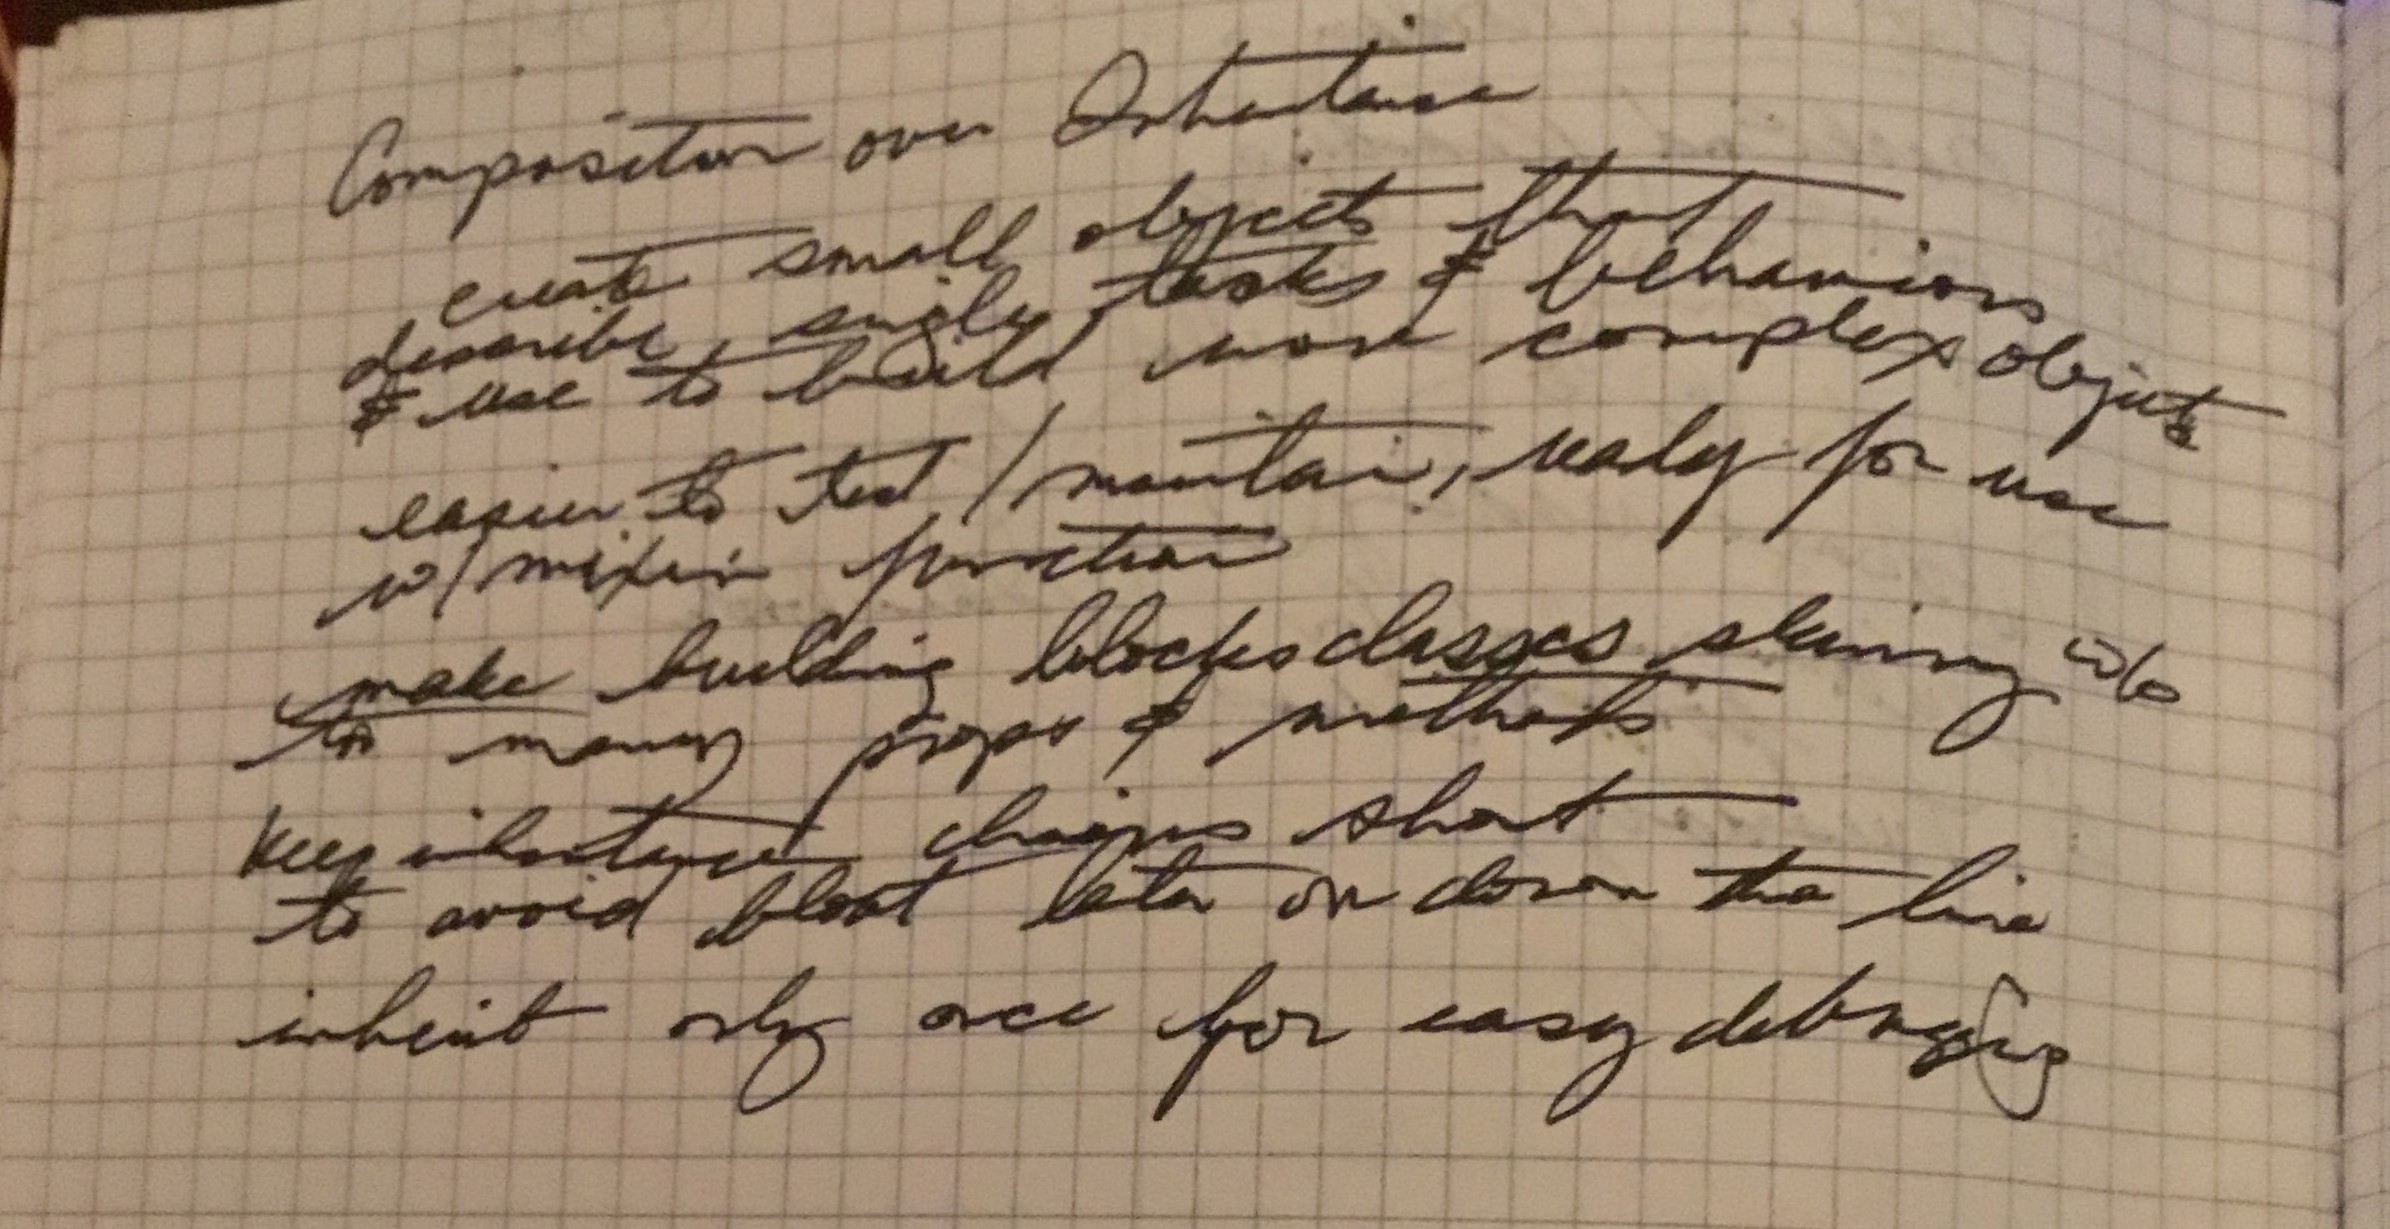 Composition over Inheritance
create small objects that
describe single tasks & behaviors
& use to build more complex objects
easier to test / maintain, ready for use
w/ mixin function
make building blocks classes skinny w/o
to many props & methods
keep inheritance chains short
to avoid bloat later on down the line
inherit only once for easy debugging